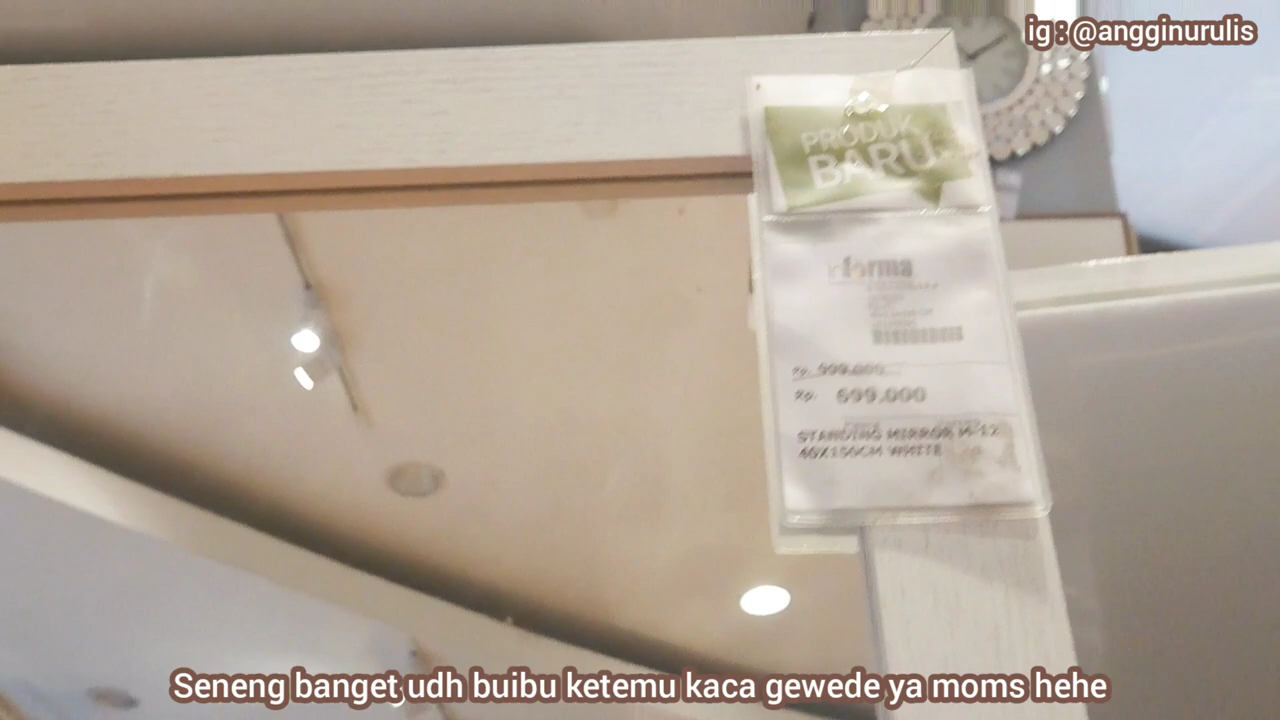 ig : @angginurulis
PRODUK
BARU
informa
Rp. 999.000
Rp. 699.000
STANDING MIRROR M-12
40X150CM WHITE
Seneng banget udh buibu ketemu kaca gewede ya moms hehe